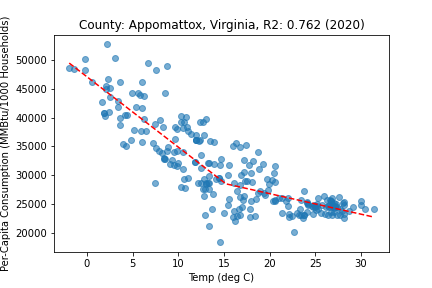 County: Appomattox, Virginia, R2: 0.762 (2020)
Per-Capita Consumption (MMBtu/1000 Households)
50000
45000
40000
35000
30000
25000
20000
0 5 10 15 20 25 30
Temp (deg C)